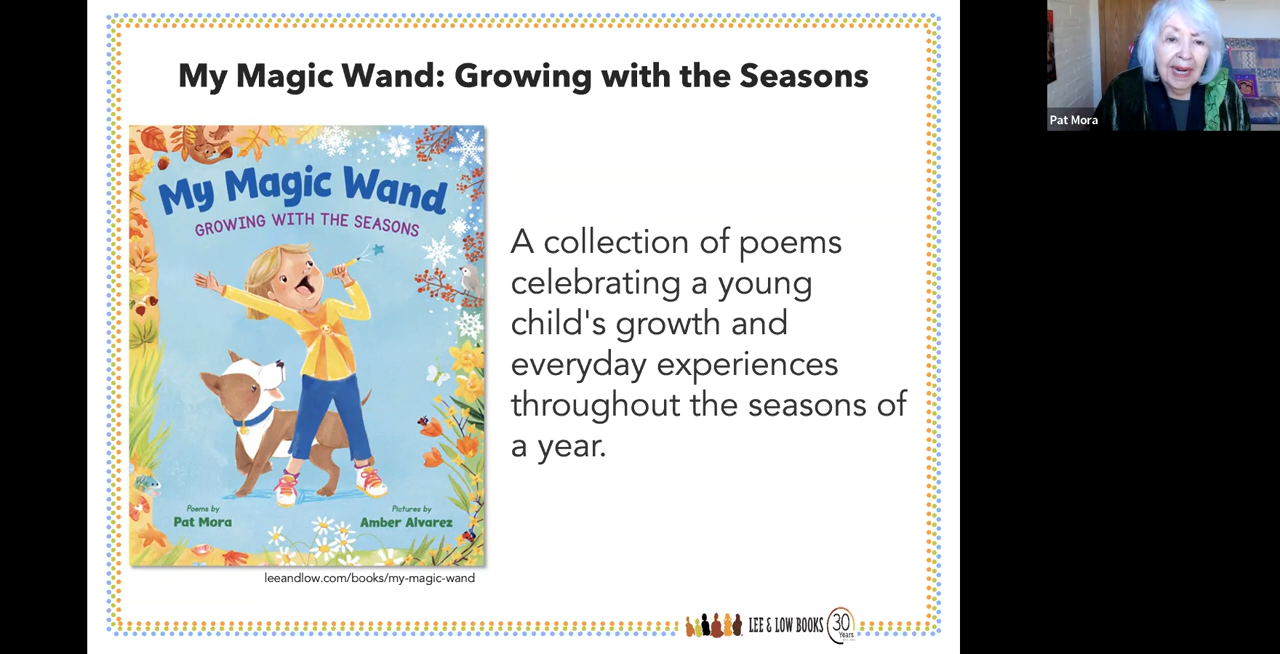 My Magic Wand: Growing with the Seasons
My Magic Wand
GROWING WITH THE SEASONS
Poems by
Pat Mora
Pictures by
Amber Alvarez
leeandlow.com/books/my-magic-wand
A collection of poems
celebrating a young
child's growth and
everyday experiences
throughout the seasons of
a year.
LEE & LOW BOOKS
30
Years
Pat Mora